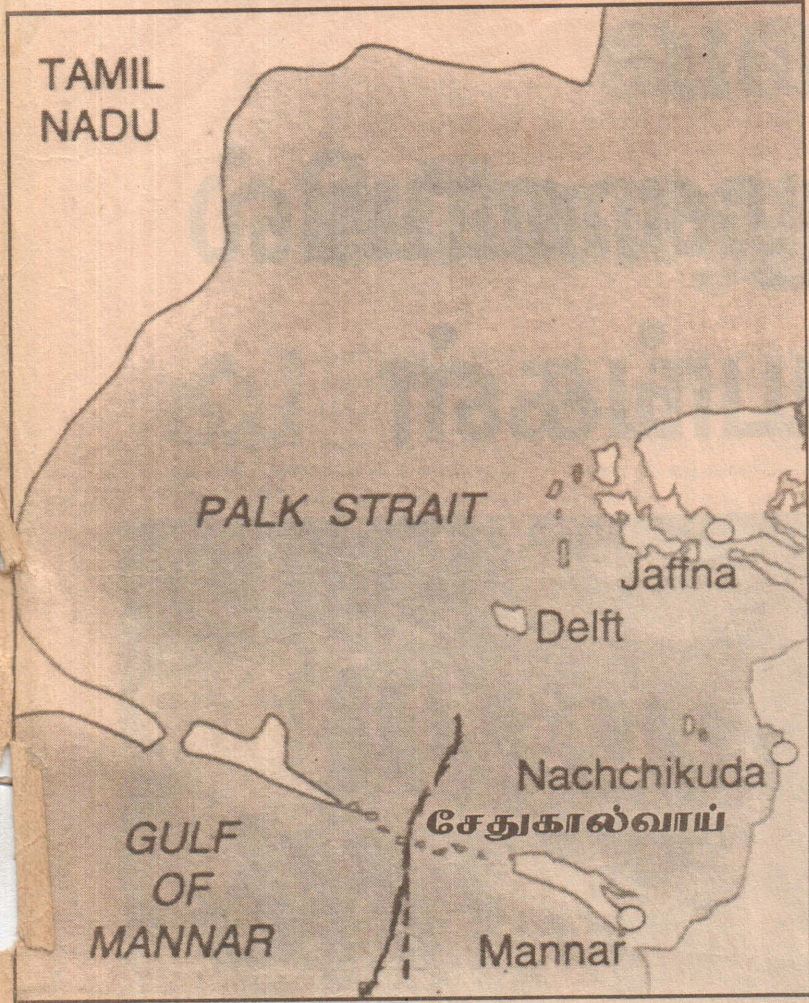 TAMIL
NADU
PALK STRAIT
Jaffna
Delft
Nachchikuda
சேதுகால்வாய்
GULF
OF
MANNAR
Mannar